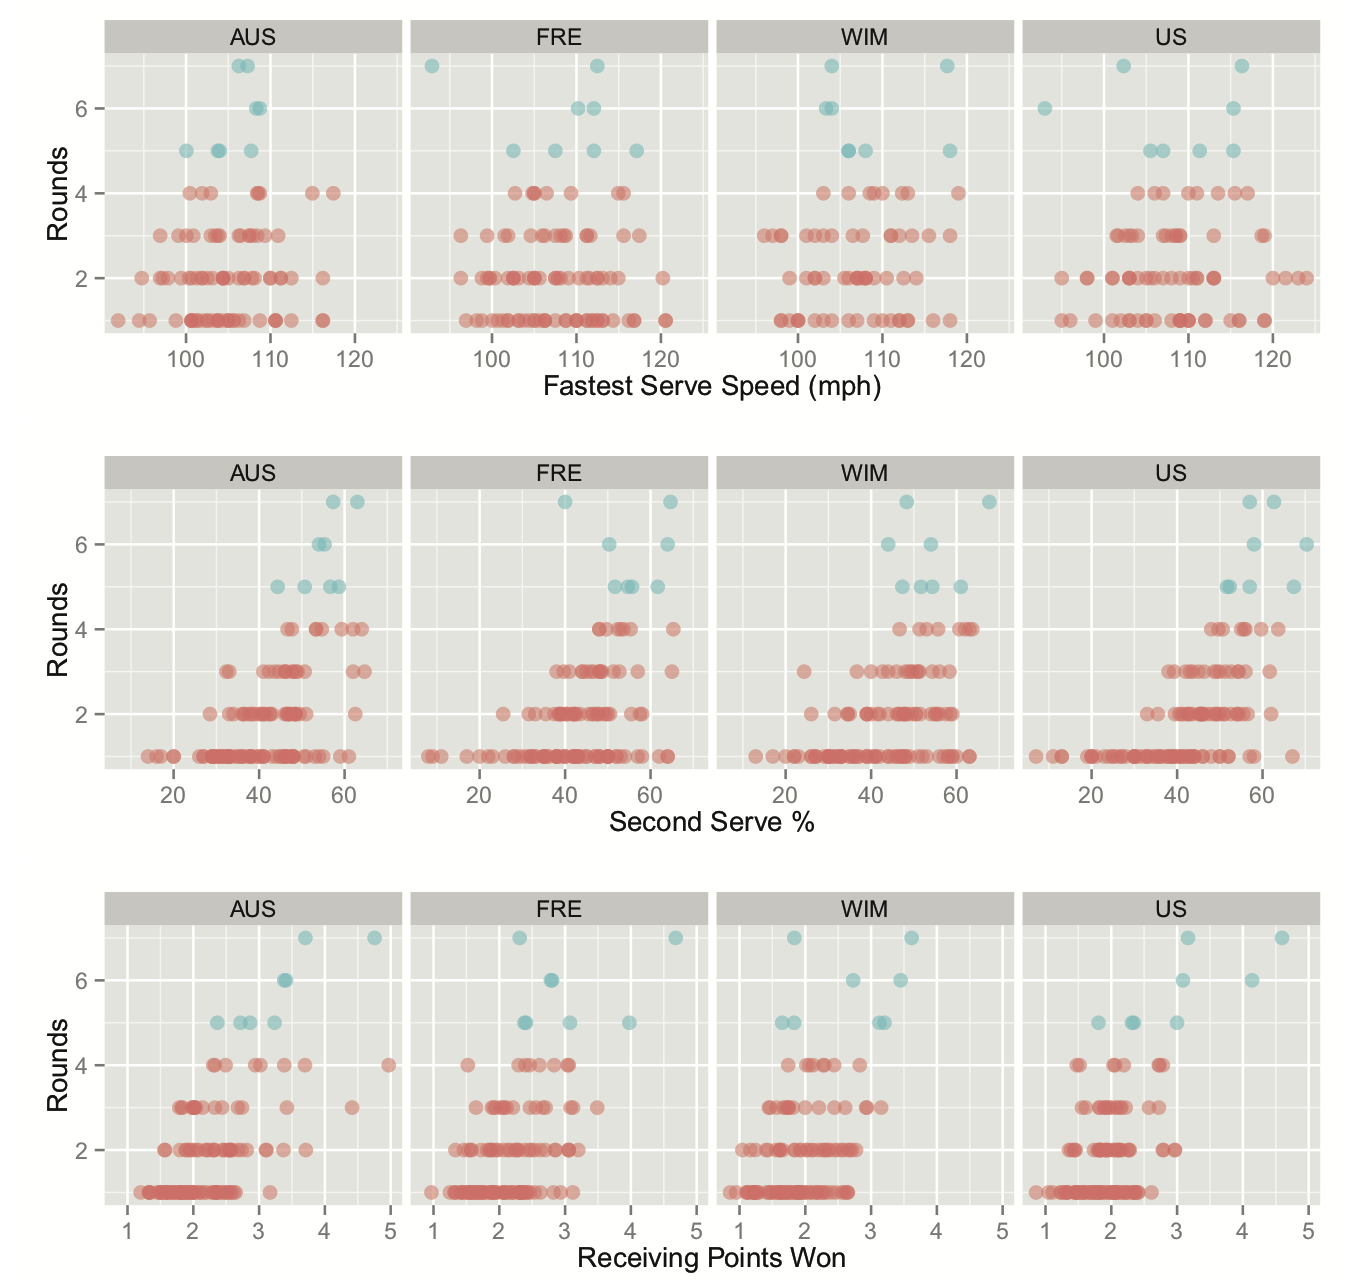 AUS FRE WIM US
6
4
2
Rounds
100 110 120 100 110 120 100 110 120 100 110 120
Fastest Serve Speed (mph)
AUS FRE WIM US
6
4
2
Rounds
20 40 60 20 40 60 20 40 60 20 40 60
Second Serve %
AUS FRE WIM US
6
4
2
Rounds
1 2 3 4 5 1 2 3 4 5 1 2 3 4 5 1 2 3 4 5
Receiving Points Won